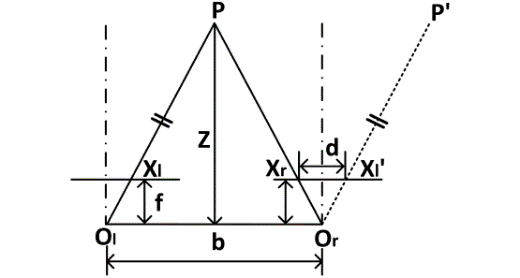 P P'
Z
Xl Xr d Xl'
f
Ol b Or